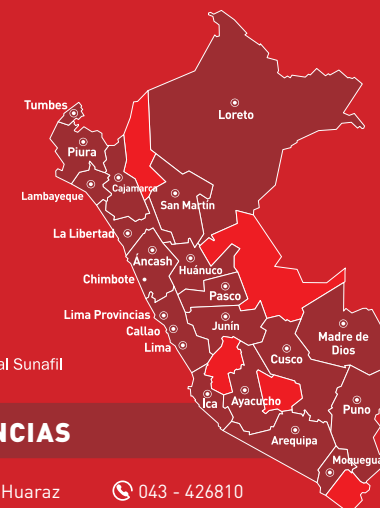 Tumbes
Loreto
Piura
Cajamarca
Lambayeque
San Martín
La Libertad
Áncash
Huánuco
Chimbote
Pasco
Lima Provincias
Junín
Callao
Madre de
Dios
Lima
Cusco
al Sunafil
Ica
Ayacucho
Puno
NCIAS
Arequipa
Moquegua
Huaraz
043 - 426810